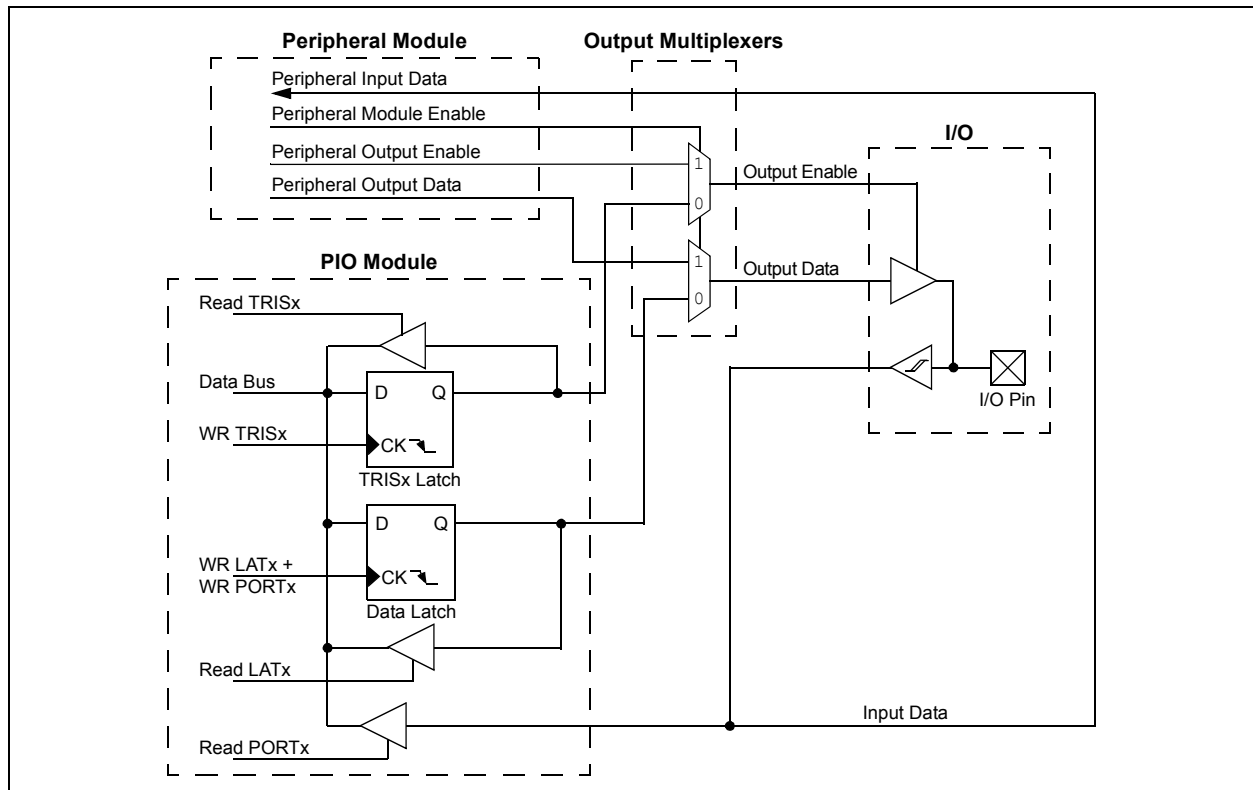 Peripheral Module
Output Multiplexers
Peripheral Input Data
Peripheral Module Enable
Peripheral Output Enable
Peripheral Output Data
1
0
1
0
Output Enable
Output Data
I/O
I/O Pin
PIO Module
Read TRISx
Data Bus
D Q
WR TRISx
CK
TRISx Latch
D Q
WR LATx +
WR PORTx
CK
Data Latch
Read LATx
Read PORTx
Input Data